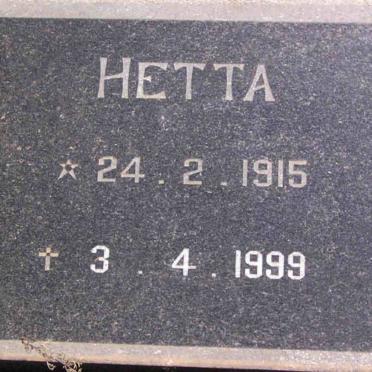 HETTA
☆ 24 . 2 . 1915
✝ 3 . 4 . 1999